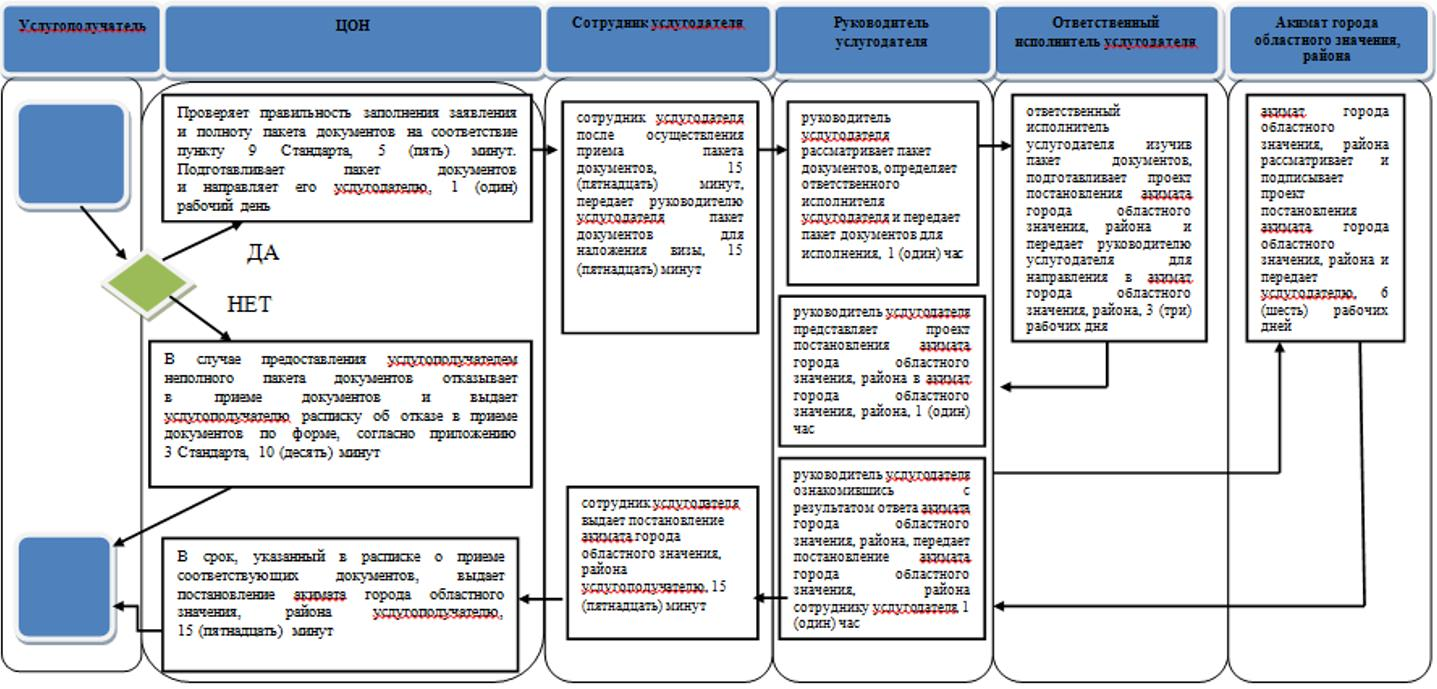 Услугополучатель
ЦОН
Сотрудник услугодателя
Руководитель
услугодателя
Ответственный
исполнитель услугодателя
Акимат города
областного значения,
района
Проверяет правильность заполнения заявления
и полноту пакета документов на соответствие
пункту 9 Стандарта, 5 (пять) минут.
Подготавливает пакет документов
и направляет его услугодателю, 1 (один)
рабочий день
ДА
НЕТ
В случае предоставления услугополучателем
неполного пакета документов отказывает
в приеме документов и выдает
услугополучателю расписку об отказе в приеме
документов по форме, согласно приложению
3 Стандарта, 10 (десять) минут
В срок, указанный в расписке о приеме
соответствующих документов, выдает
постановление акимата города областного
значения, района услугополучателю,
15 (пятнадцать) минут
сотрудник услугодателя
после осуществления
приема пакета
документов, 15
(пятнадцать) минут,
передает руководителю
услугодателя пакет
документов для
наложения визы, 15
(пятнадцать) минут
сотрудник услугодателя
выдает постановление
акимата города
областного значения,
района
услугополучателю, 15
(пятнадцать) минут
руководитель
услугодателя
рассматривает пакет
документов, определяет
ответственного
исполнителя
услугодателя и передает
пакет документов для
исполнения, 1 (один) час
руководитель услугодателя
представляет проект
постановления акимата
города областного
значения, района в акимат
города областного
значения, района, 1 (один)
час
руководитель услугодателя
ознакомившись с
результатом ответа акимата
города областного
значения, района, передает
постановление акимата
города областного
значения, района
сотруднику услугодателя 1
(один) час
ответственный
исполнитель
услугодателя изучив
пакет документов,
подготавливает проект
постановления акимата
города областного
значения, района и
передает руководителю
услугодателя для
направления в акимат
города областного
значения, района, 3 (три)
рабочих дня
акимат города
областного
значения, района
рассматривает и
подписывает
проект
постановления
акимата города
областного
значения, района и
передает
услугодателю, 6
(шесть) рабочих
дней